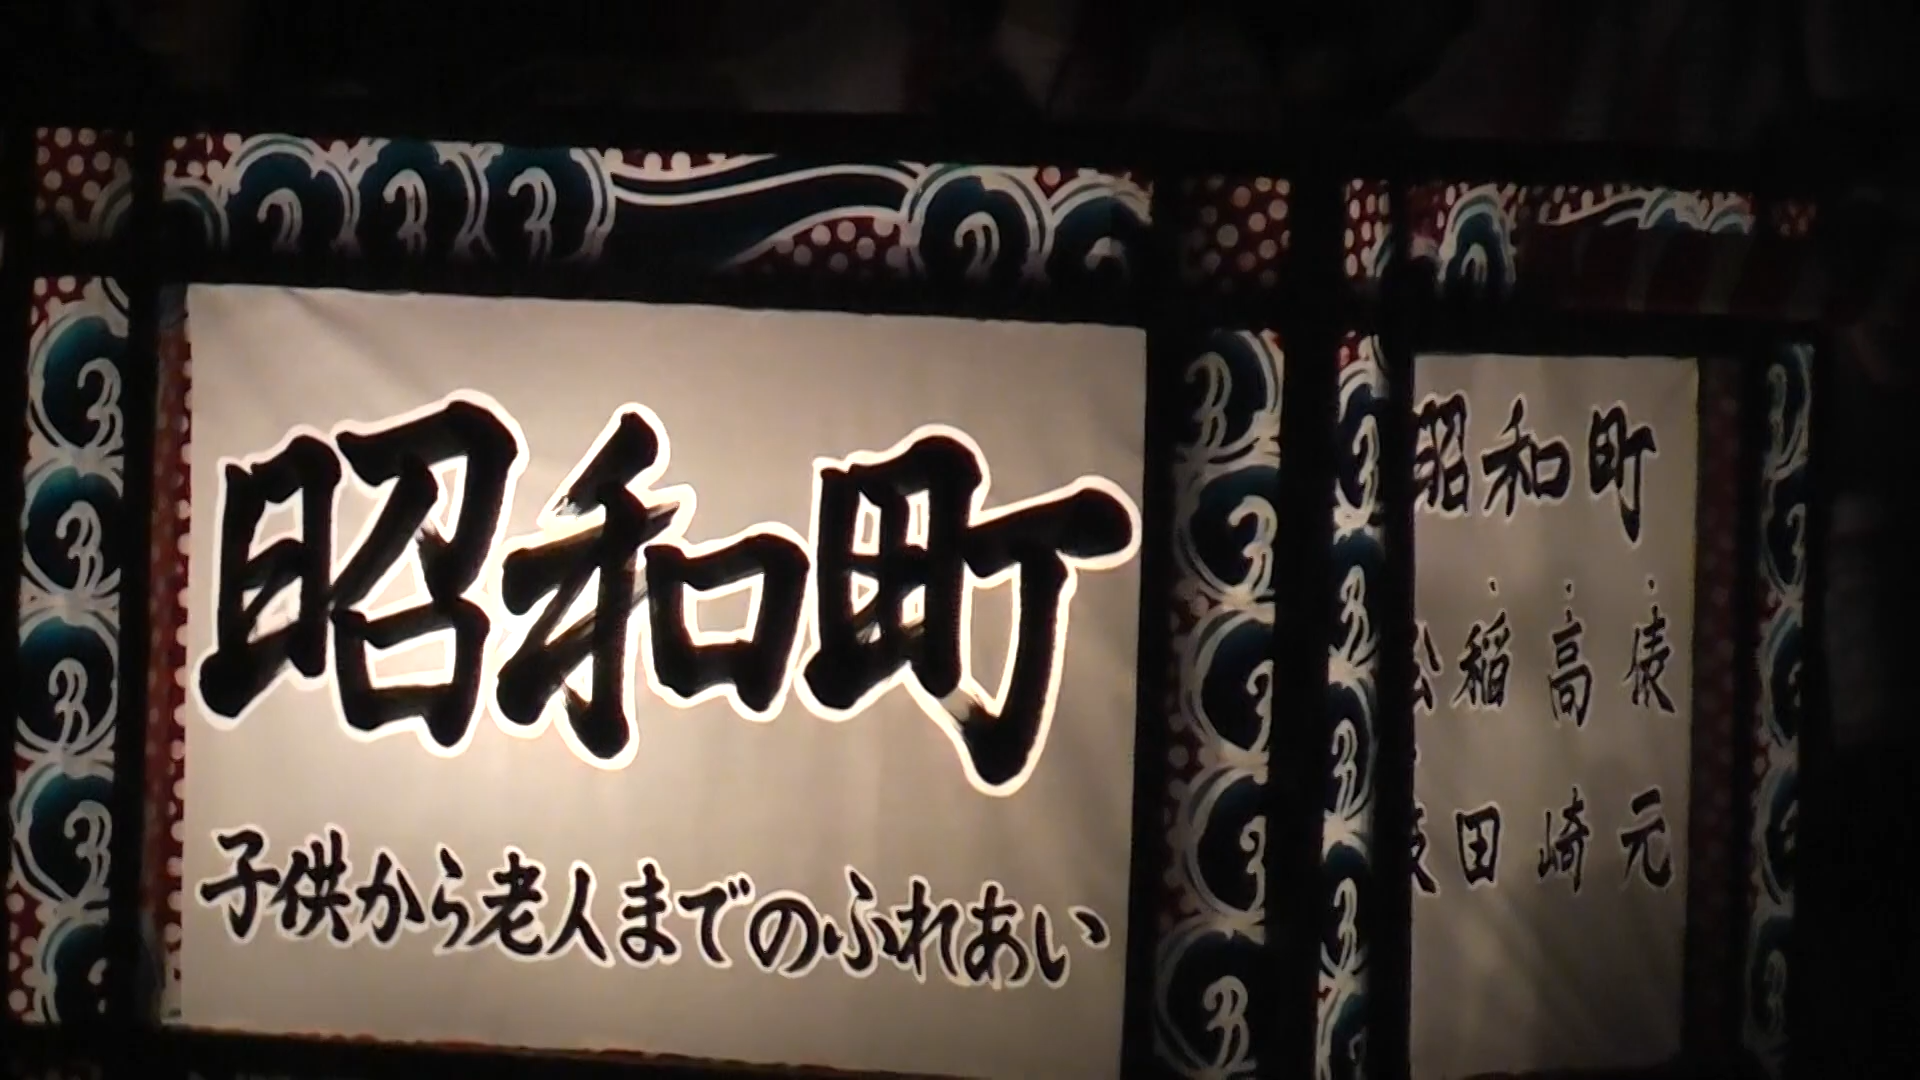 昭和町
子供から老人までのふれあい
昭和町
・俵元
・高崎
・稲田